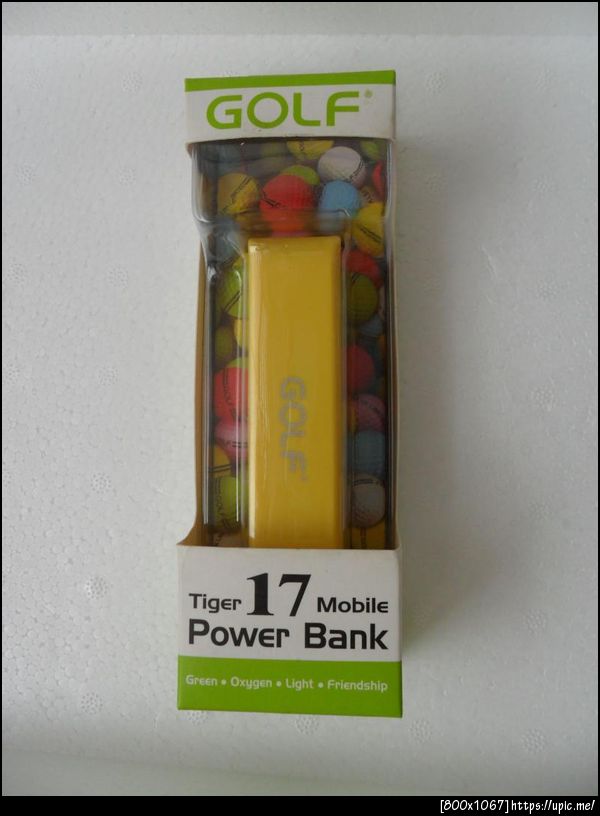 GOLF®
GOLF
Tiger 17 Mobile
Power Bank
Green • Oxygen • Light • Friendship
[800x1067]https://upic.me/